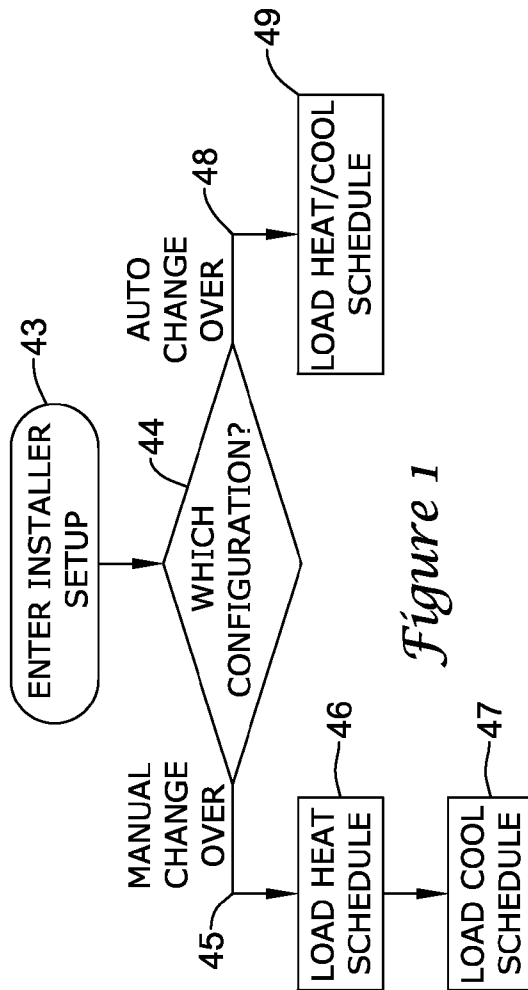 ENTER INSTALLER
SETUP
43
WHICH
CONFIGURATION?
44
MANUAL
CHANGE
OVER
45
AUTO
CHANGE
OVER
48
LOAD HEAT
SCHEDULE
46
LOAD COOL
SCHEDULE
47
LOAD HEAT/COOL
SCHEDULE
49
Figure 1